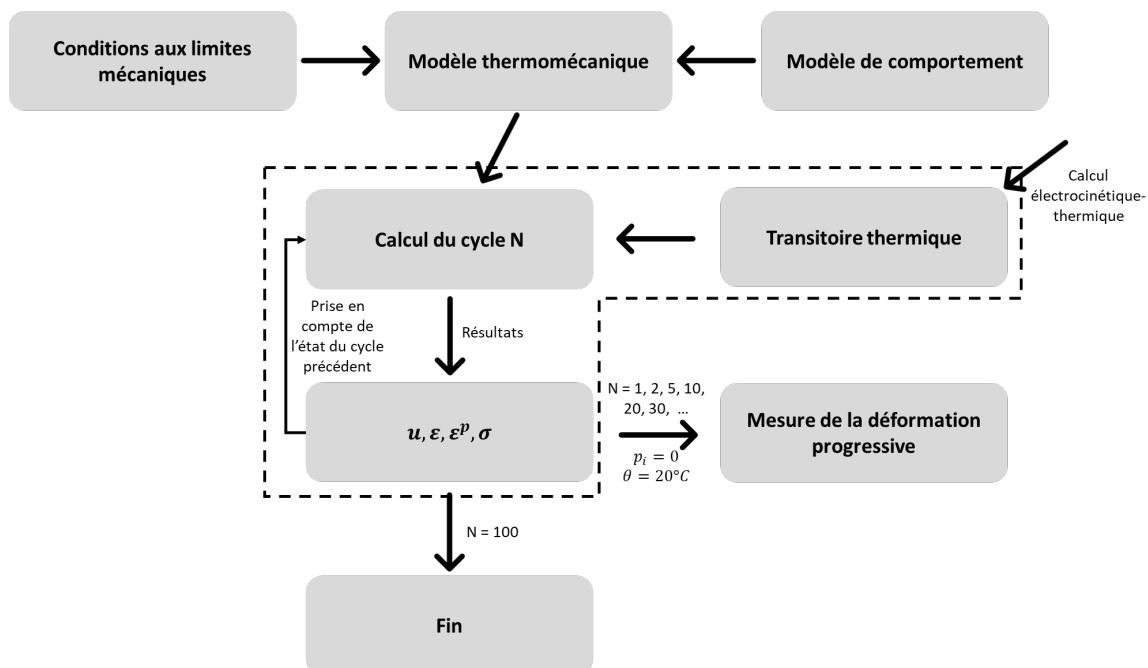 Conditions aux limites
mécaniques
Modèle thermomécanique
Modèle de comportement
Calcul
électrocinétique-
thermique
Calcul du cycle N
Transitoire thermique
Prise en
compte de
l’état du cycle
précédent
Résultats
u, ε, ε^p, σ
N = 1, 2, 5, 10,
20, 30, …
p_i = 0
θ = 20°C
Mesure de la déformation
progressive
N = 100
Fin